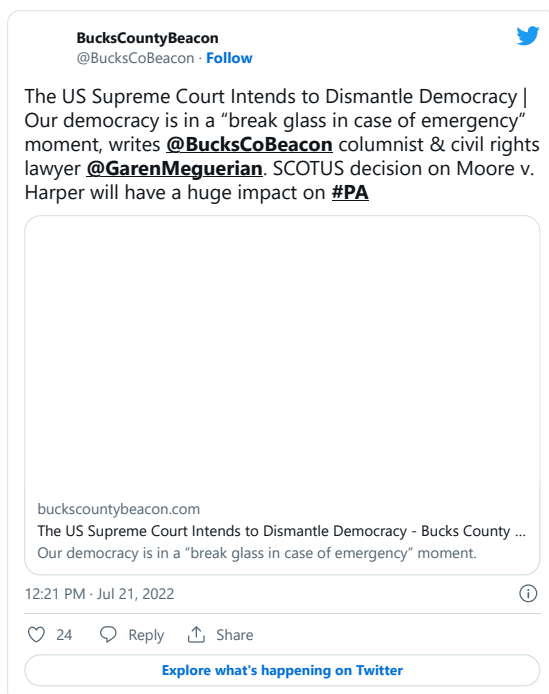 BucksCountyBeacon
@BucksCoBeacon · Follow
The US Supreme Court Intends to Dismantle Democracy |
Our democracy is in a “break glass in case of emergency”
moment, writes @BucksCoBeacon columnist & civil rights
lawyer @GarenMeguerian. SCOTUS decision on Moore v.
Harper will have a huge impact on #PA
buckscountybeacon.com
The US Supreme Court Intends to Dismantle Democracy - Bucks County ...
Our democracy is in a “break glass in case of emergency” moment.
12:21 PM · Jul 21, 2022
24 Reply Share
Explore what's happening on Twitter